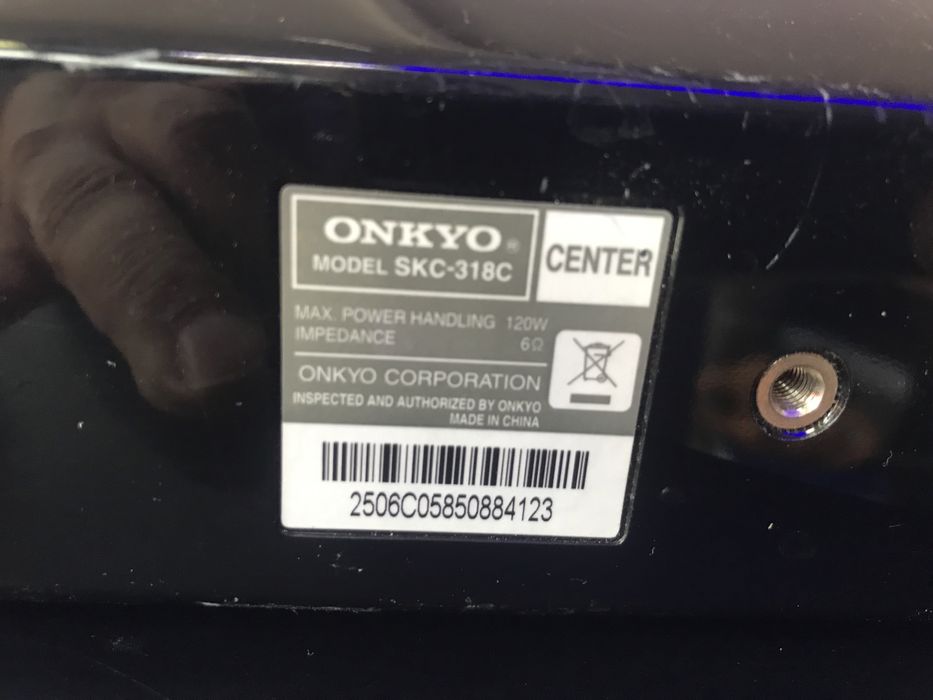 ONKYO®
MODEL SKC-318C
CENTER
MAX. POWER HANDLING 120W
IMPEDANCE 6Ω
ONKYO CORPORATION
INSPECTED AND AUTHORIZED BY ONKYO
MADE IN CHINA
2506C05850884123